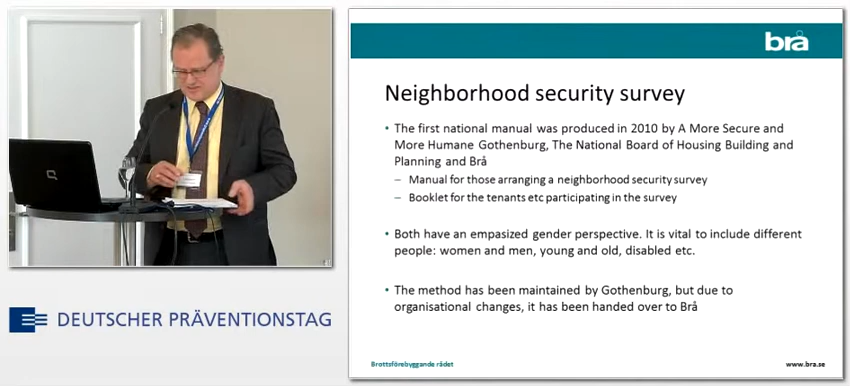 brå
Neighborhood security survey
• The first national manual was produced in 2010 by A More Secure and
More Humane Gothenburg, The National Board of Housing Building and
Planning and Brå
– Manual for those arranging a neighborhood security survey
– Booklet for the tenants etc participating in the survey
• Both have an empasized gender perspective. It is vital to include different
people: women and men, young and old, disabled etc.
• The method has been maintained by Gothenburg, but due to
organisational changes, it has been handed over to Brå
Brottsförebyggande rådet
www.bra.se
DEUTSCHER PRÄVENTIONSTAG